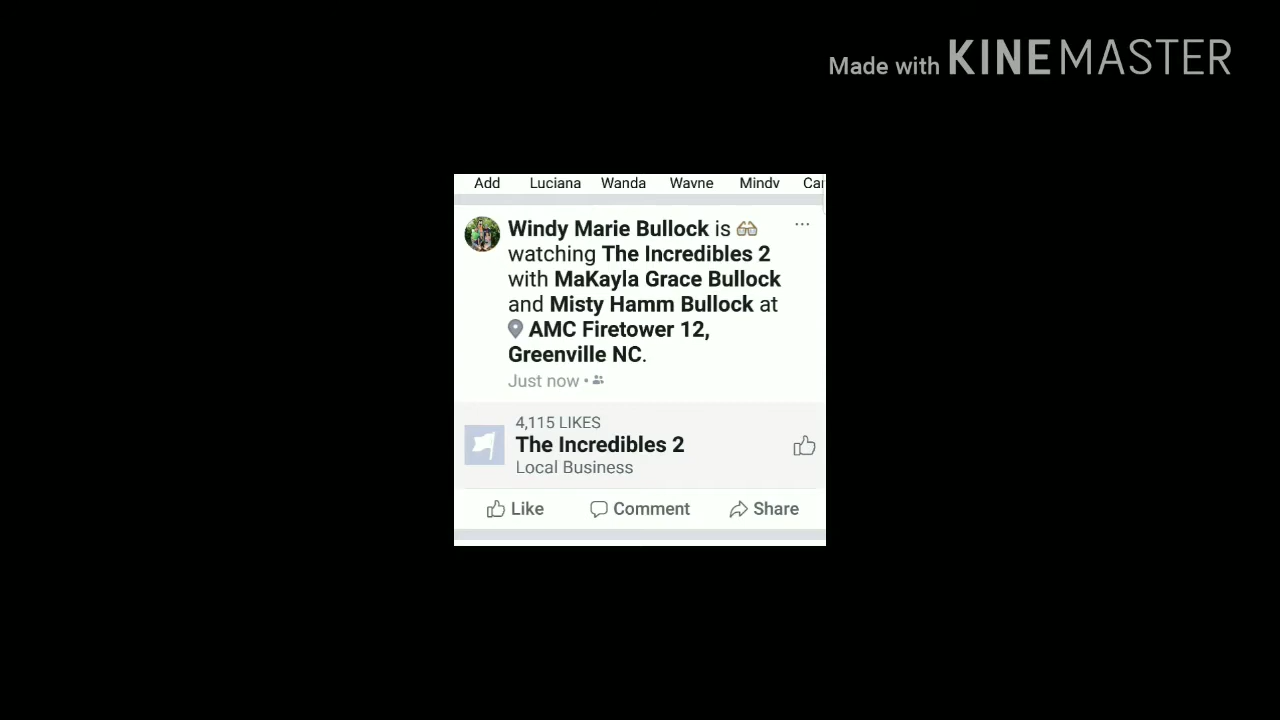 Made with KINEMASTER
Add Luciana Wanda Wayne Mindy
Windy Marie Bullock is
watching The Incredibles 2
with MaKayla Grace Bullock
and Misty Hamm Bullock at
AMC Firetower 12,
Greenville NC.
Just now •
4,115 LIKES
The Incredibles 2
Local Business
Like Comment Share